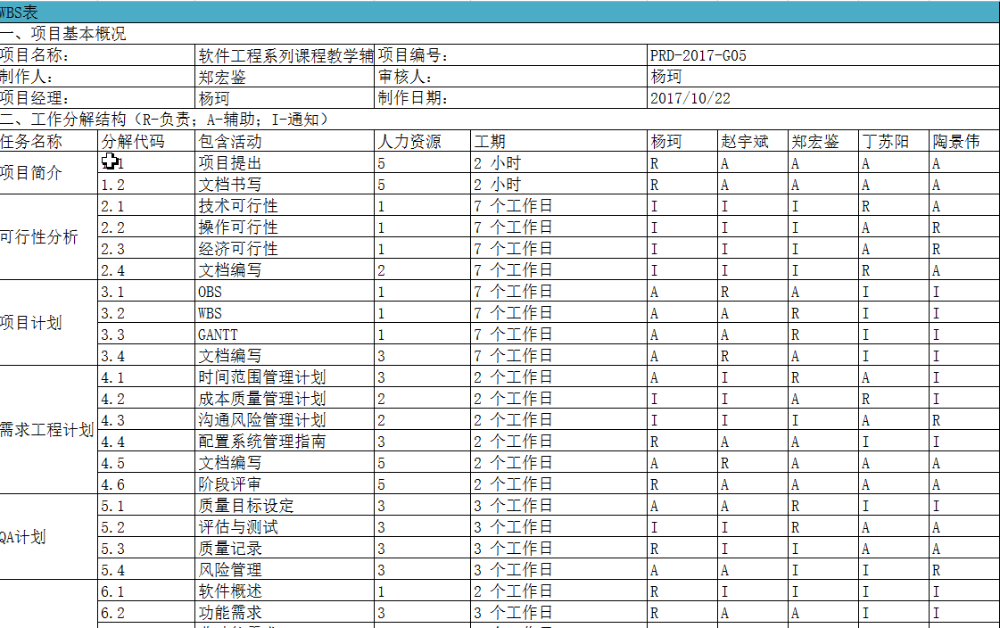 WBS表
一、项目基本概况
项目名称： 软件工程系列课程教学辅 项目编号： PRD-2017-G05
制作人： 郑宏鉴 审核人： 杨珂
项目经理： 杨珂 制作日期： 2017/10/22
二、工作分解结构（R-负责；A-辅助；I-通知）
任务名称 分解代码 包含活动 人力资源 工期 杨珂 赵宇斌 郑宏鉴 丁苏阳 陶景伟
项目简介
1 项目提出 5 2 小时 R A A A A
1.2 文档书写 5 2 小时 R A A A A
可行性分析
2.1 技术可行性 1 7 个工作日 I I I R A
2.2 操作可行性 1 7 个工作日 I I I A R
2.3 经济可行性 1 7 个工作日 I I I A R
2.4 文档编写 2 7 个工作日 I I I R A
项目计划
3.1 OBS 1 7 个工作日 A R A I I
3.2 WBS 1 7 个工作日 A A R I I
3.3 GANTT 1 7 个工作日 A A R I I
3.4 文档编写 3 7 个工作日 A R A I I
需求工程计划
4.1 时间范围管理计划 3 2 个工作日 A I R A I
4.2 成本质量管理计划 2 2 个工作日 I I A R I
4.3 沟通风险管理计划 2 2 个工作日 I I I A R
4.4 配置系统管理指南 3 2 个工作日 R A A I I
4.5 文档编写 5 2 个工作日 A R A A A
4.6 阶段评审 5 2 个工作日 R A A A A
QA计划
5.1 质量目标设定 3 3 个工作日 A A R I I
5.2 评估与测试 3 3 个工作日 I I R A A
5.3 质量记录 3 3 个工作日 R I I A A
5.4 风险管理 3 3 个工作日 A A I I R
6.1 软件概述 1 2 个工作日 R I I I I
6.2 功能需求 3 3 个工作日 R A A I I